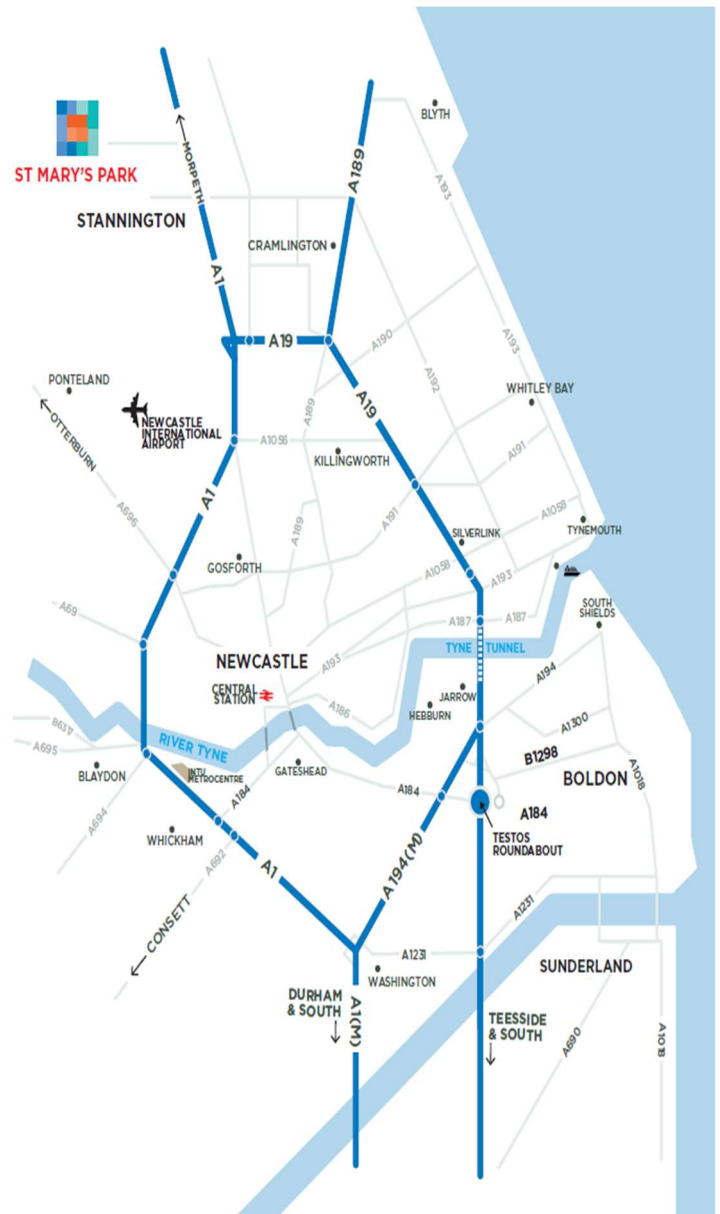 BLYTH
MORPETH
A189
ST MARY'S PARK
A193
STANNINGTON
CRAMLINGTON
A1
A19
A190
A193
PONTELAND
A192
WHITLEY BAY
A19
A189
NEWCASTLE
INTERNATIONAL
AIRPORT
OTTERBURN
A1056
KILLINGWORTH
A191
A1
A696
A191
A1058
A189
SILVERLINK
TYNEMOUTH
GOSFORTH
A1058
A193
A69
SOUTH
SHIELDS
A187
A187
NEWCASTLE
A193
TYNE
TUNNEL
A194
CENTRAL
STATION
JARROW
A186
HEBBURN
B6317
A1300
A695
RIVER TYNE
B1298
BLAYDON
INTU
METROCENTRE
GATESHEAD
BOLDON
A1018
A184
A184
A184
A694
WHICKHAM
TESTOS
ROUNDABOUT
A692
A1
A194(M)
A1231
CONSETT
A1231
WASHINGTON
SUNDERLAND
DURHAM
& SOUTH
A1(M)
TEESSIDE
& SOUTH
A690
A1018